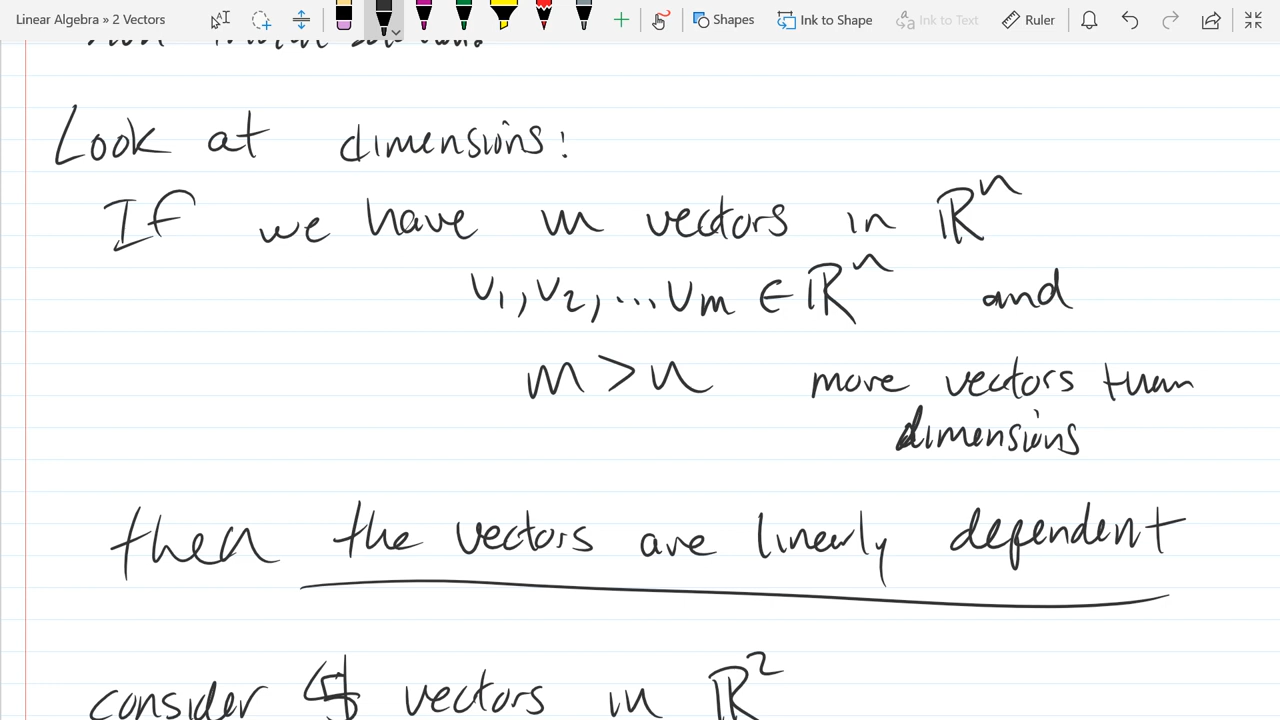 Linear Algebra » 2 Vectors
Shapes
Ink to Shape
Ink to Text
Ruler
Look at dimensions:
If we have m vectors in ℝⁿ
v₁, v₂, ... vₘ ∈ ℝⁿ and
m > n more vectors than
dimensions
then the vectors are linearly dependent
consider vectors in ℝ²